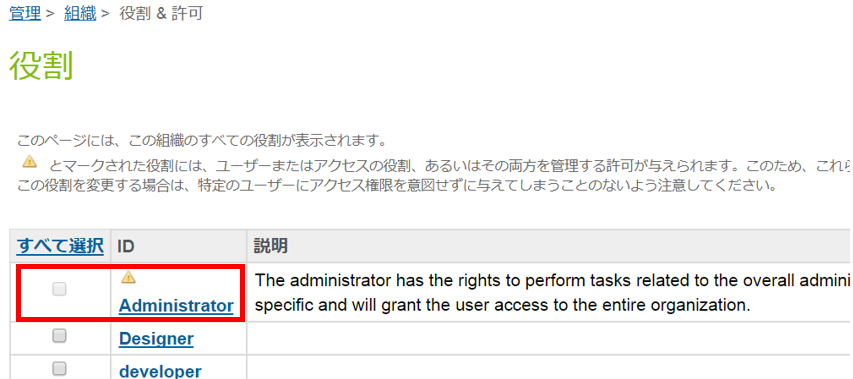 管理 > 組織 > 役割 & 許可
役割
このページには、この組織のすべての役割が表示されます。
とマークされた役割には、ユーザーまたはアクセスの役割、あるいはその両方を管理する許可が与えられます。このため、これら
この役割を変更する場合は、特定のユーザーにアクセス権限を意図せずに与えてしまうことのないよう注意してください。
すべて選択 ID 説明
The administrator has the rights to perform tasks related to the overall admini
Administrator specific and will grant the user access to the entire organization.
Designer
developer